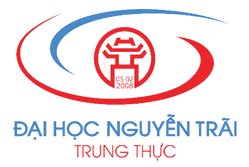 05-02
2008
ĐẠI HỌC NGUYỄN TRÃI
TRUNG THỰC